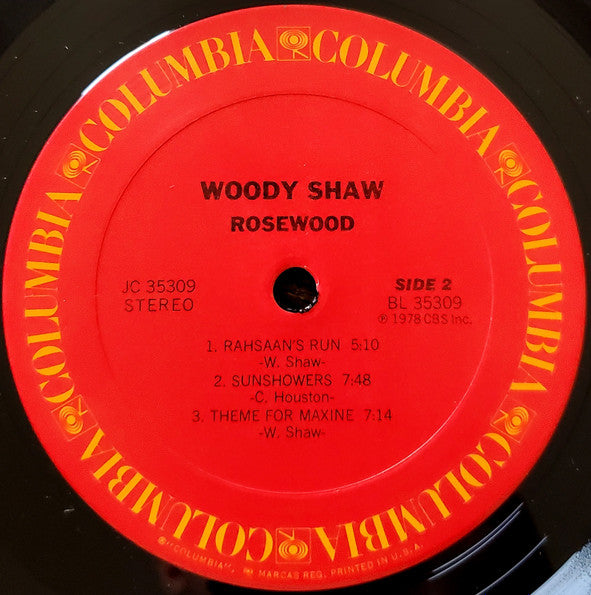 COLUMBIA COLUMBIA COLUMBIA COLUMBIA COLUMBIA COLUMBIA
WOODY SHAW
ROSEWOOD
JC 35309
STEREO
SIDE 2
BL 35309
℗ 1978 CBS Inc.
1. RAHSAAN'S RUN 5:10
-W. Shaw-
2. SUNSHOWERS 7:48
-C. Houston-
3. THEME FOR MAXINE 7:14
-W. Shaw-
"COLUMBIA", MARCAS REG. PRINTED IN U.S.A.